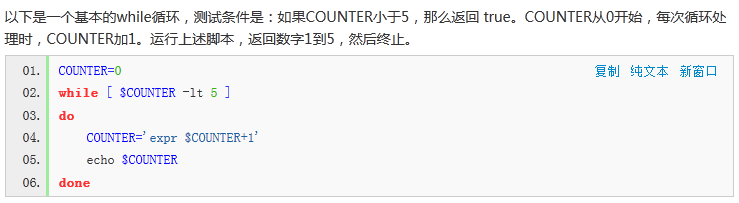 以下是一个基本的while循环，测试条件是：如果COUNTER小于5，那么返回 true。COUNTER从0开始，每次循环处
理时，COUNTER加1。运行上述脚本，返回数字1到5，然后终止。
复制 纯文本 新窗口
01. COUNTER=0
02. while [ $COUNTER -lt 5 ]
03. do
04. COUNTER='expr $COUNTER+1'
05. echo $COUNTER
06. done